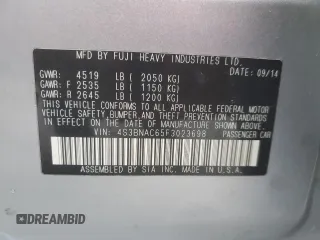 MFD BY FUJI HEAVY INDUSTRIES LTD.
GVWR: 4519 LB ( 2050 KG) DATE: 09/14
GAWR: F 2535 LB ( 1150 KG)
GAWR: R 2645 LB ( 1200 KG)
THIS VEHICLE CONFORMS TO ALL APPLICABLE
FEDERAL MOTOR VEHICLE
SAFETY, BUMPER, AND THEFT PREVENTION
STANDARDS IN EFFECT ON THE DATE OF
MANUFACTURE SHOWN ABOVE.
VIN: 4S3BNAC65F3023698 PASSENGER CAR
ASSEMBLED BY SIA INC. MADE IN U.S.A.
© DREAMBID